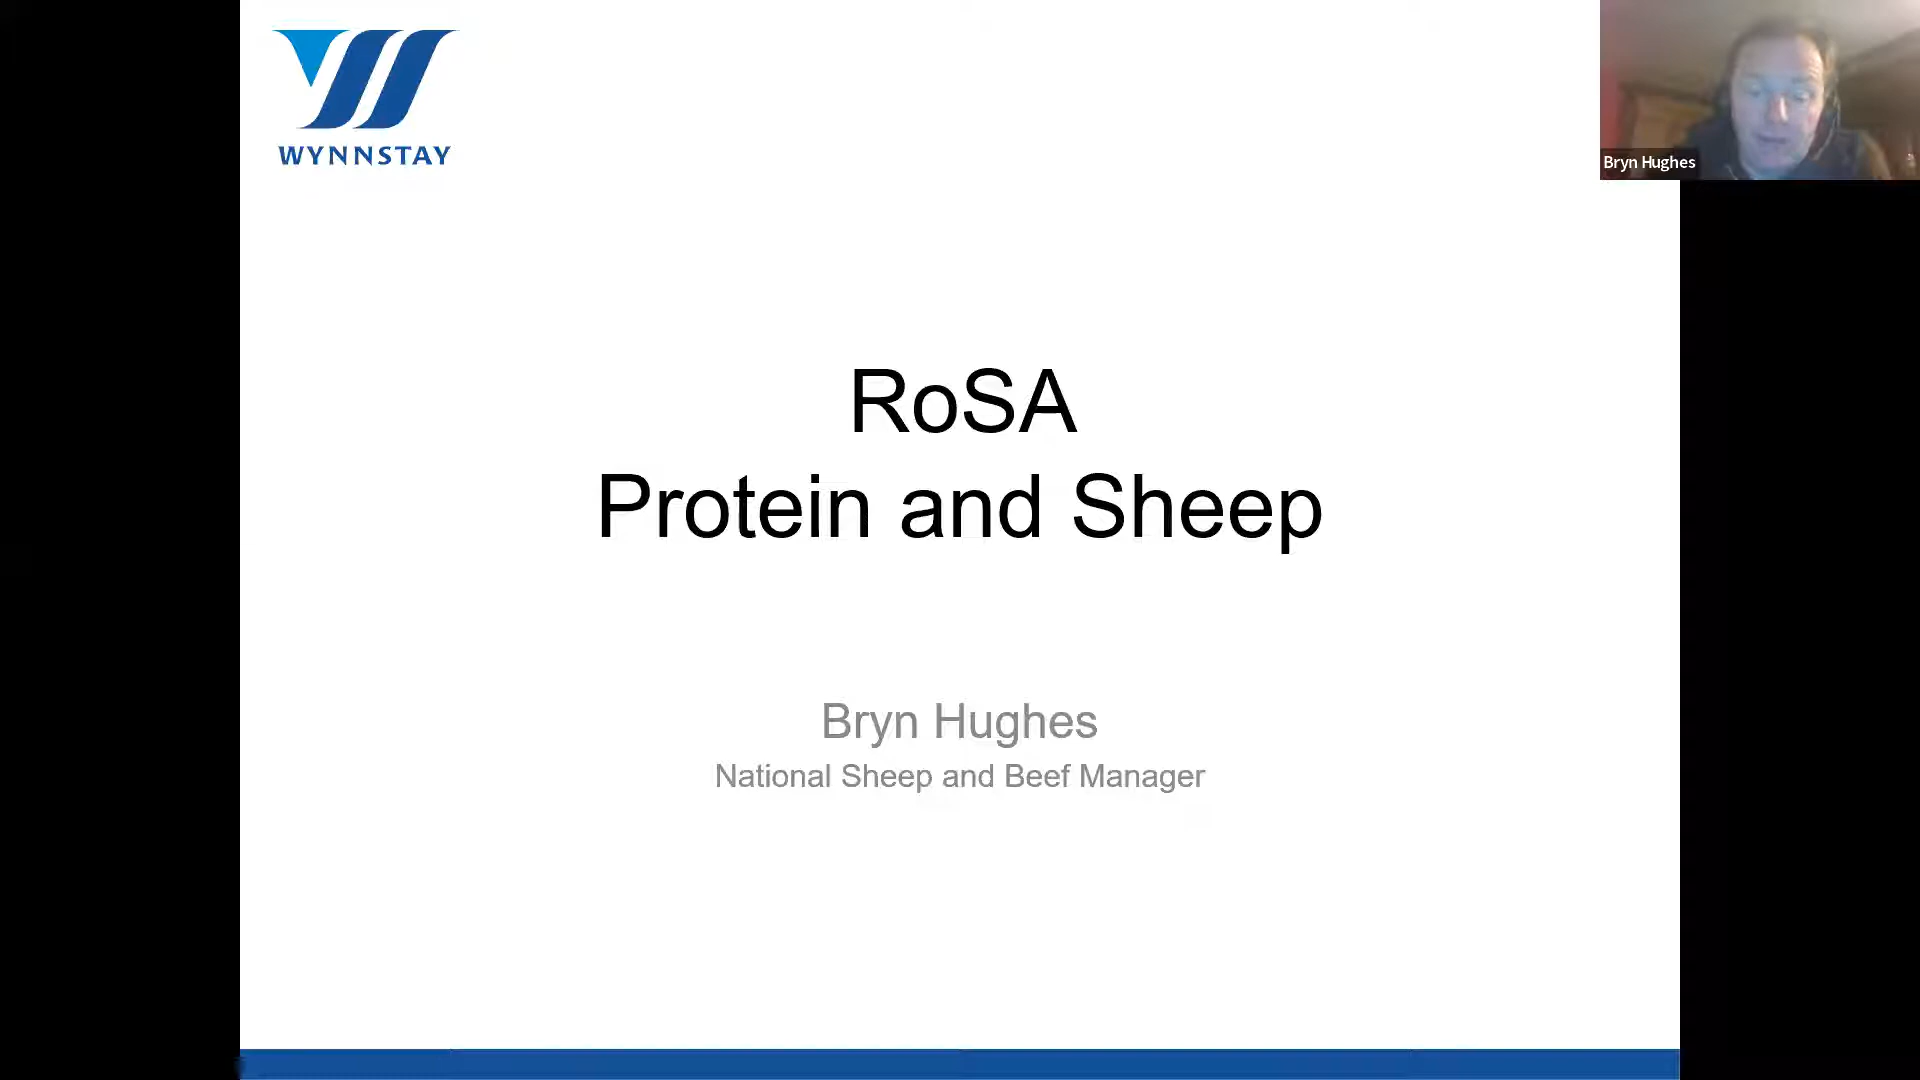 WYNNSTAY
Bryn Hughes
RoSA
Protein and Sheep
Bryn Hughes
National Sheep and Beef Manager